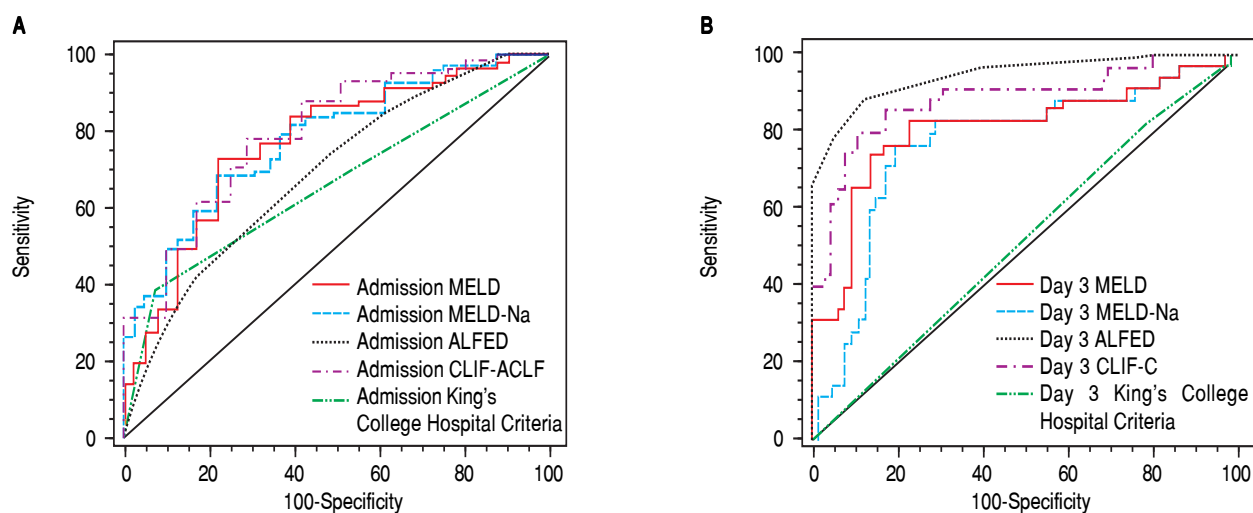 A
100
80
60
40
20
0
Sensitivity
Admission MELD
Admission MELD-Na
Admission ALFED
Admission CLIF-ACLF
Admission King's
College Hospital Criteria
0 20 40 60 80 100
100-Specificity
B
100
80
60
40
20
0
Sensitivity
Day 3 MELD
Day 3 MELD-Na
Day 3 ALFED
Day 3 CLIF-C
Day 3 King's College
Hospital Criteria
0 20 40 60 80 100
100-Specificity